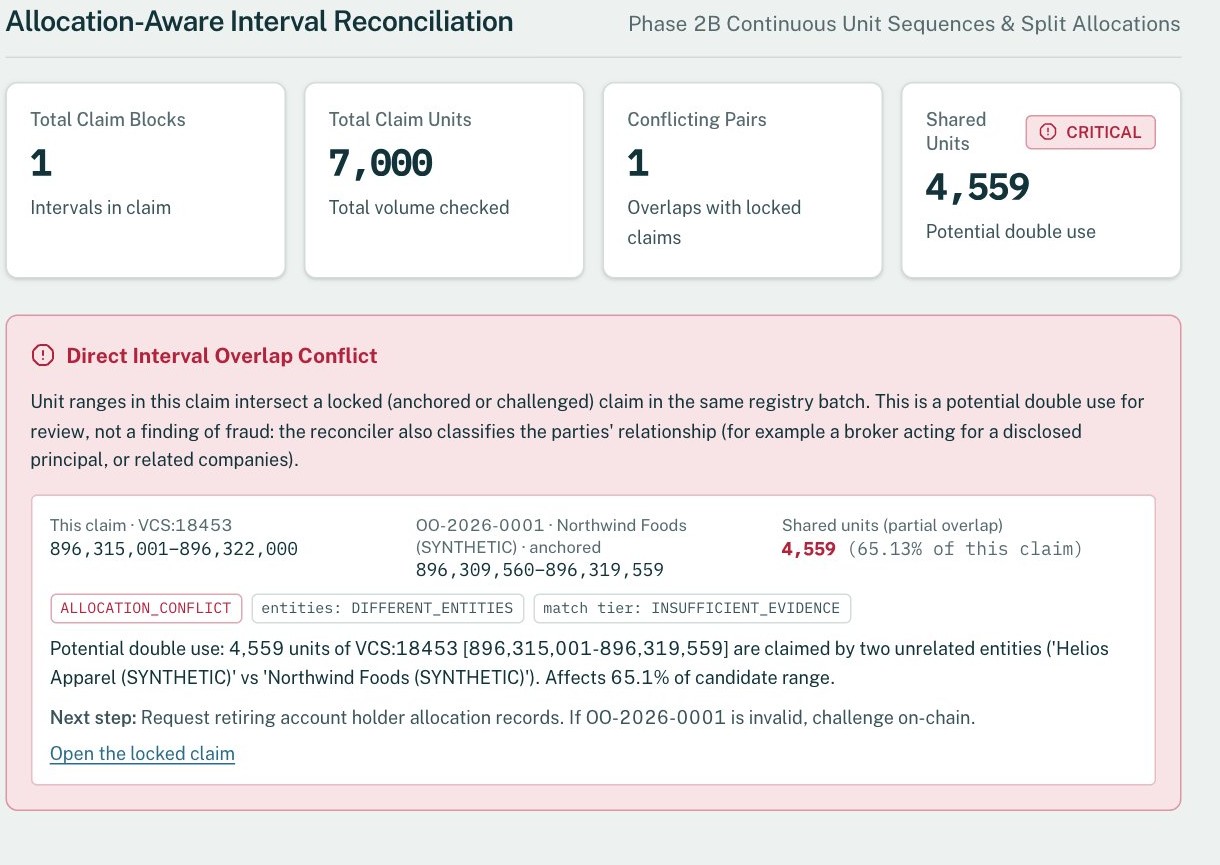 Allocation-Aware Interval Reconciliation
Phase 2B Continuous Unit Sequences & Split Allocations
Total Claim Blocks
1
Intervals in claim
Total Claim Units
7,000
Total volume checked
Conflicting Pairs
1
Overlaps with locked
claims
Shared
Units
CRITICAL
4,559
Potential double use
Direct Interval Overlap Conflict
Unit ranges in this claim intersect a locked (anchored or challenged) claim in the same registry batch. This is a potential double use for
review, not a finding of fraud: the reconciler also classifies the parties' relationship (for example a broker acting for a disclosed
principal, or related companies).
This claim · VCS:18453
896,315,001–896,322,000
OO-2026-0001 · Northwind Foods
(SYNTHETIC) · anchored
896,309,560–896,319,559
Shared units (partial overlap)
4,559 (65.13% of this claim)
ALLOCATION_CONFLICT
entities: DIFFERENT_ENTITIES
match tier: INSUFFICIENT_EVIDENCE
Potential double use: 4,559 units of VCS:18453 [896,315,001-896,319,559] are claimed by two unrelated entities ('Helios
Apparel (SYNTHETIC)' vs 'Northwind Foods (SYNTHETIC)'). Affects 65.1% of candidate range.
Next step: Request retiring account holder allocation records. If OO-2026-0001 is invalid, challenge on-chain.
Open the locked claim